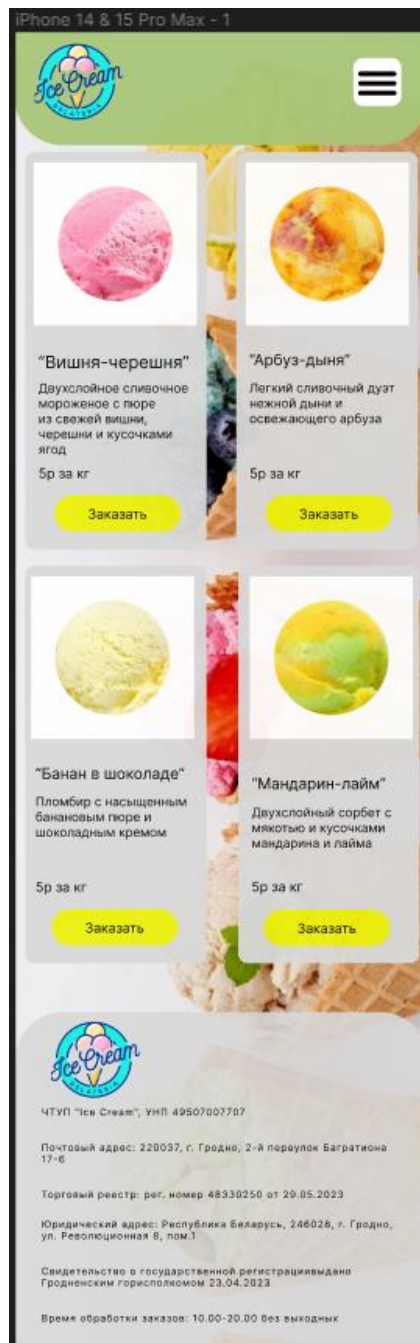 iPhone 14 & 15 Pro Max - 1
Ice Cream
GELATERIA
"Вишня-черешня"
Двухслойное сливочное
мороженое с пюре
из свежей вишни,
черешни и кусочками
ягод
5р за кг
Заказать
"Арбуз-дыня"
Легкий сливочный дуэт
нежной дыни и
освежающего арбуза
5р за кг
Заказать
"Банан в шоколаде"
Пломбир с насыщенным
банановым пюре и
шоколадным кремом
5р за кг
Заказать
"Мандарин-лайм"
Двухслойный сорбет с
мякотью и кусочками
мандарина и лайма
5р за кг
Заказать
Ice Cream
GELATERIA
ЧТУП "Ice Cream", УНП 49507007707
Почтовый адрес: 220037, г. Гродно, 2-й переулок Багратиона
17-6
Торговый реестр: рег. номер 48330250 от 29.05.2023
Юридический адрес: Республика Беларусь, 246028, г. Гродно,
ул. Революционная 8, пом.1
Свидетельство о государственной регистрациивыдано
Гродненским горисполкомом 23.04.2023
Время обработки заказов: 10.00-20.00 без выходных